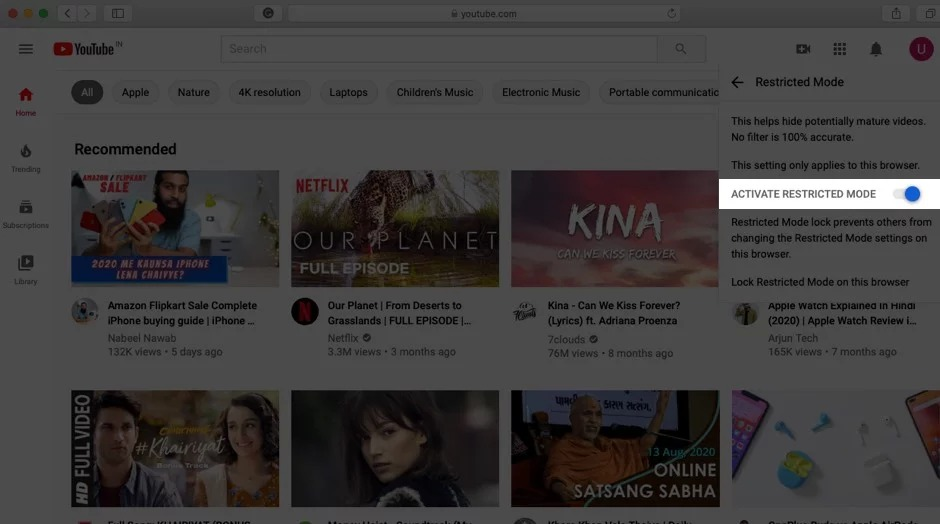 youtube.com
YouTube IN
Search
U
All
Apple
Nature
4K resolution
Laptops
Children's Music
Electronic Music
Portable communicatio
Restricted Mode
This helps hide potentially mature videos.
No filter is 100% accurate.
This setting only applies to this browser.
ACTIVATE RESTRICTED MODE
Restricted Mode lock prevents others from
changing the Restricted Mode settings on
this browser.
Lock Restricted Mode on this browser
Home
Trending
Subscriptions
Library
Recommended
AMAZON / FLIPKART
SALE
2020 ME KAUNSA IPHONE
LENA CHAIYYE?
Amazon Flipkart Sale Complete
iPhone buying guide | iPhone ...
Nabeel Nawab
132K views • 5 days ago
NETFLIX
OUR PLANET
FULL EPISODE
Our Planet | From Deserts to
Grasslands | FULL EPISODE |...
Netflix
3.3M views • 3 months ago
KINA
CAN WE KISS FOREVER?
Kina - Can We Kiss Forever?
(Lyrics) ft. Adriana Proenza
7clouds
76M views • 8 months ago
Apple Watch Explained in Hindi
(2020) | Apple Watch Review i...
Arjun Tech
165K views • 7 months ago
HD FULL VIDEO
CHHICHHORE
#Khairiyat
Bonus Track
13 Aug 2020
ONLINE
SATSANG SABHA